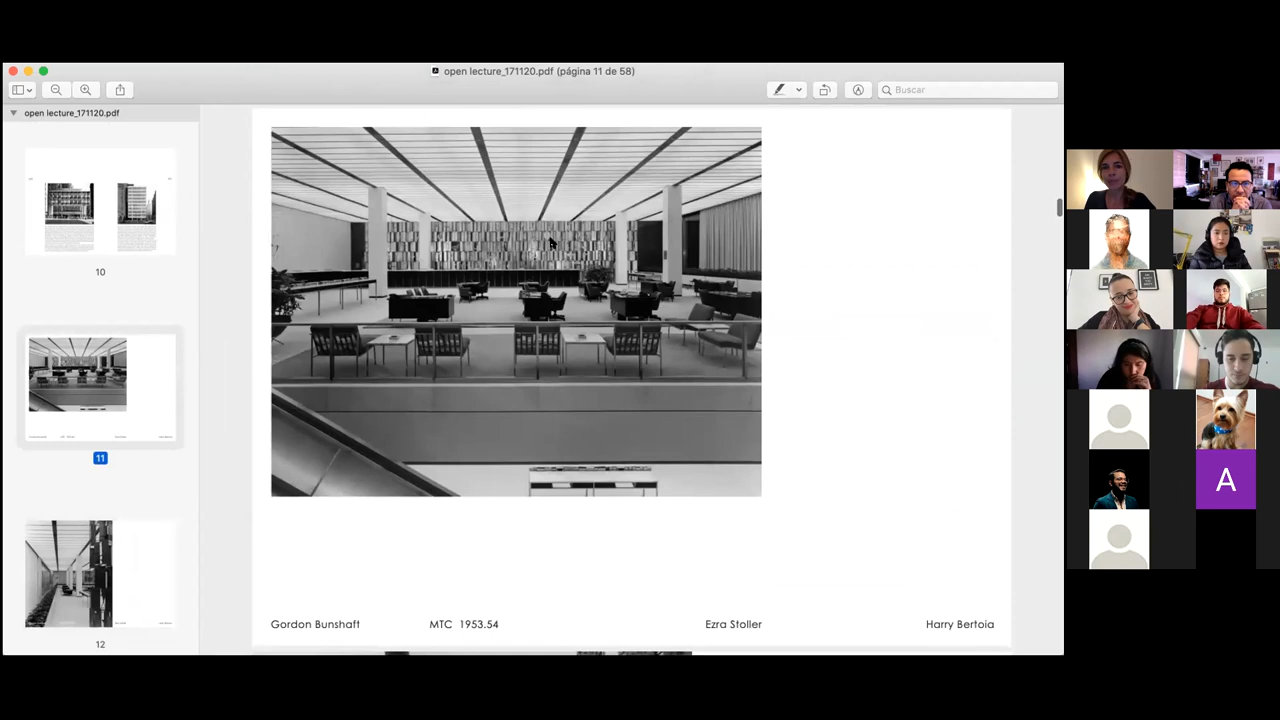 open lecture_171120.pdf (página 11 de 58)
Buscar
open lecture_171120.pdf
10
11
12
Gordon Bunshaft MTC 1953.54 Ezra Stoller Harry Bertoia
A